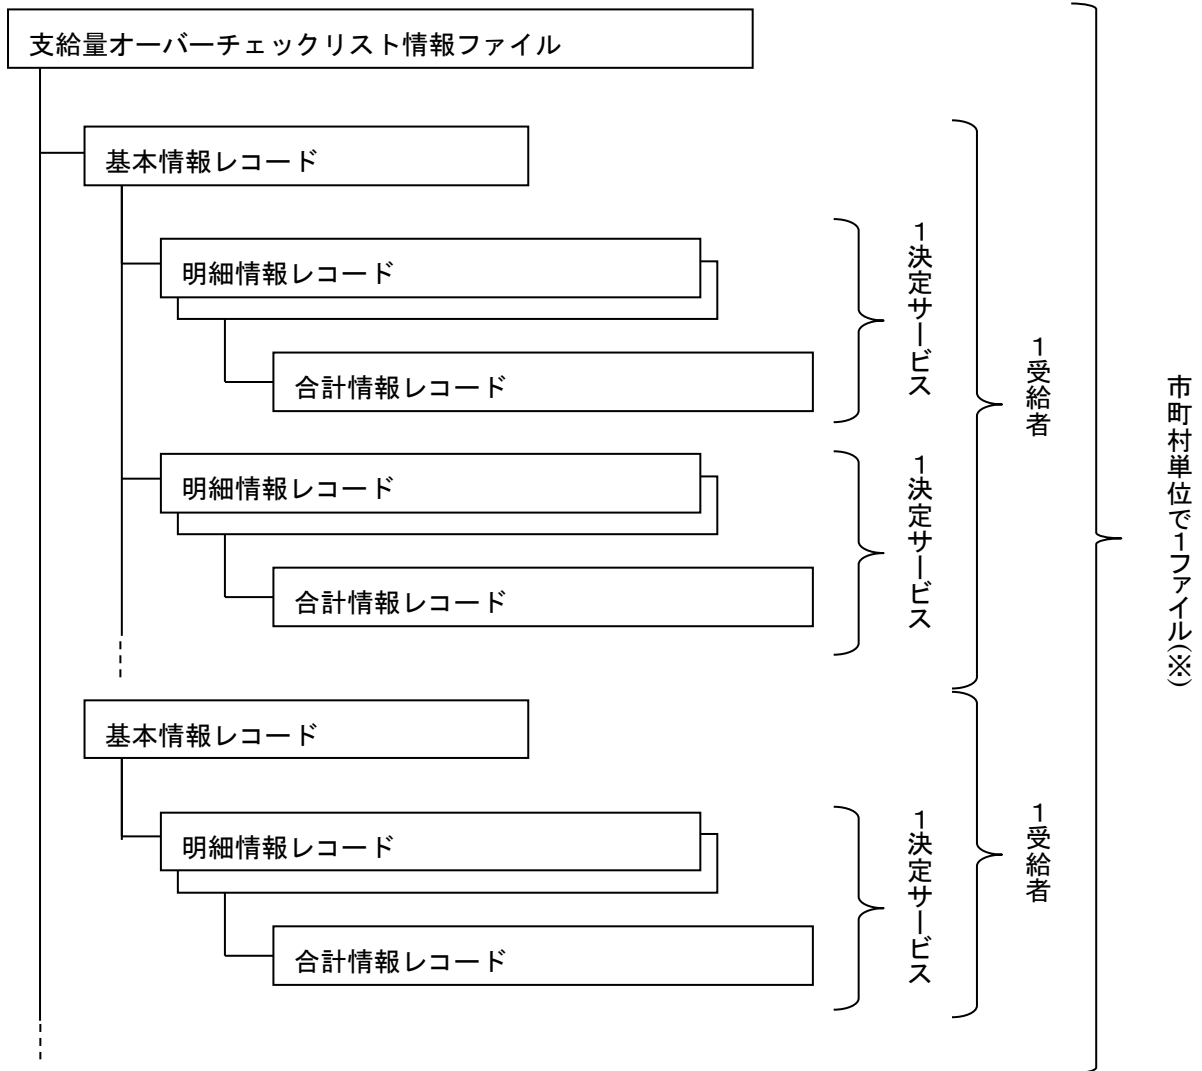 支給量オーバーチェックリスト情報ファイル
基本情報レコード
明細情報レコード
合計情報レコード
1決定サービス
明細情報レコード
合計情報レコード
1決定サービス
1受給者
基本情報レコード
明細情報レコード
合計情報レコード
1決定サービス
1受給者
市町村単位で1ファイル(※)